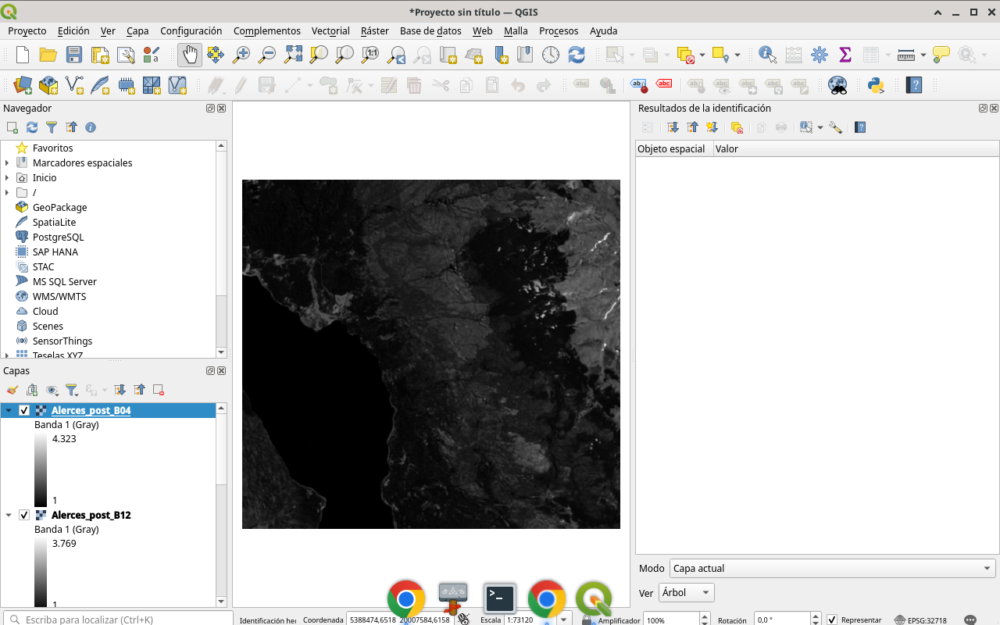 *Proyecto sin título — QGIS
Proyecto Edición Ver Capa Configuración Complementos Vectorial Ráster Base de datos Web Malla Procesos Ayuda
Navegador
Favoritos
Marcadores espaciales
Inicio
/
GeoPackage
SpatiaLite
PostgreSQL
SAP HANA
STAC
MS SQL Server
WMS/WMTS
Cloud
Scenes
SensorThings
Teselas XYZ
Capas
Alerces_post_B04
Banda 1 (Gray)
4.323
1
Alerces_post_B12
Banda 1 (Gray)
3.769
1
Resultados de la identificación
Objeto espacial Valor
Modo Capa actual
Ver Árbol
Escriba para localizar (Ctrl+K)
Identificación he
Coordenada 5388474,6518 20007584,6158
Escala 1:73120
Amplificador 100%
Rotación 0,0 °
Representar
EPSG:32718